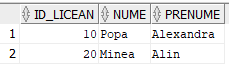 ID_LICEAN NUME PRENUME
1 10 Popa Alexandra
2 20 Minea Alin